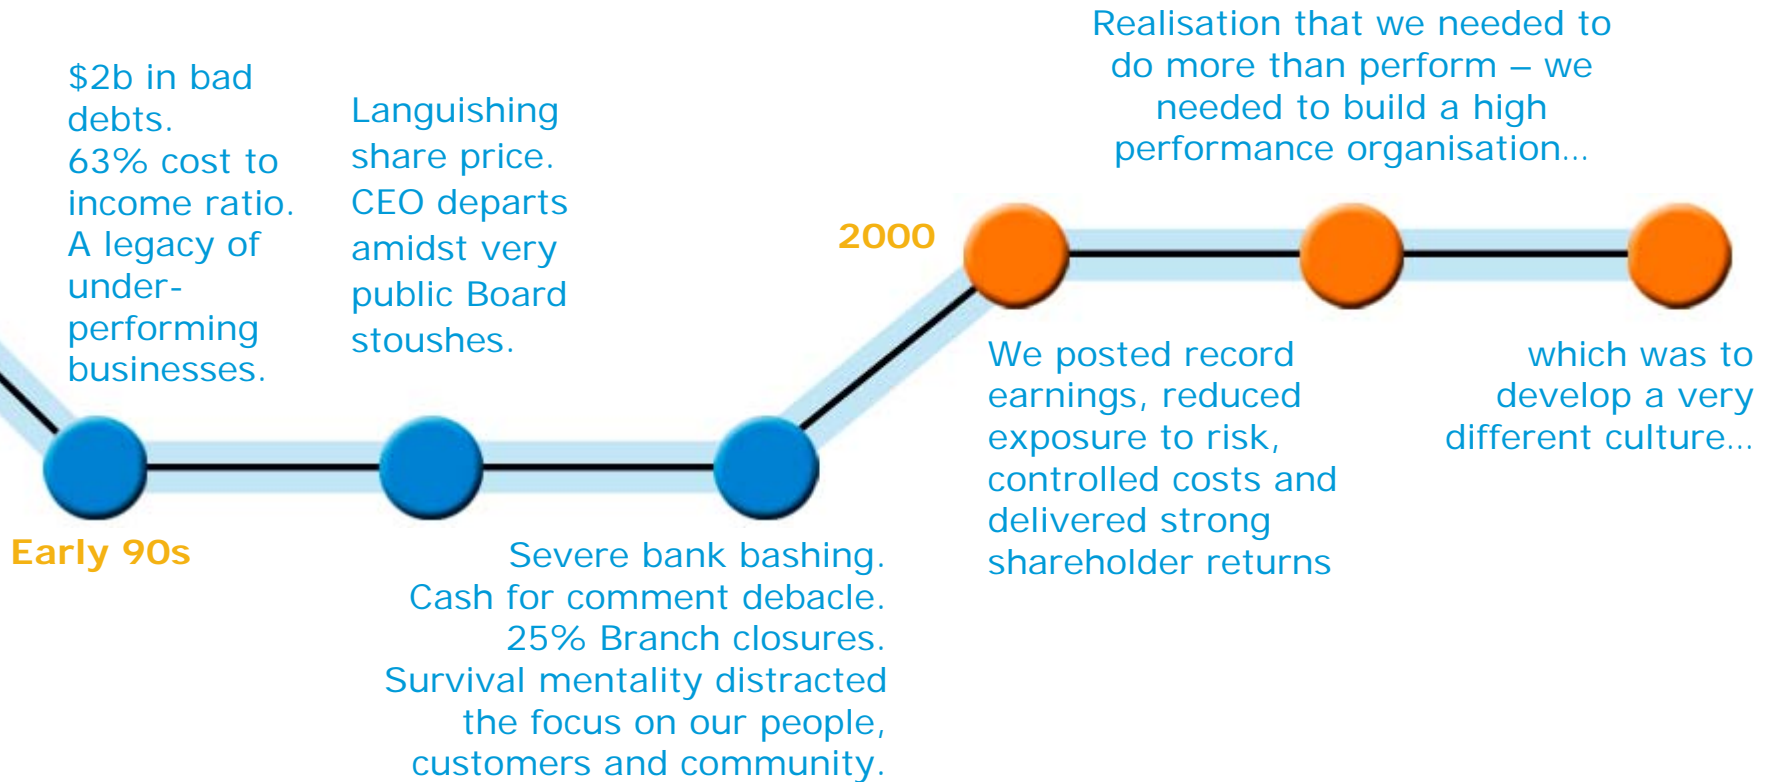 $2b in bad
debts.
63% cost to
income ratio.
A legacy of
under-
performing
businesses.
Early 90s
Languishing
share price.
CEO departs
amidst very
public Board
stoushes.
Severe bank bashing.
Cash for comment debacle.
25% Branch closures.
Survival mentality distracted
the focus on our people,
customers and community.
2000
We posted record
earnings, reduced
exposure to risk,
controlled costs and
delivered strong
shareholder returns
Realisation that we needed to
do more than perform – we
needed to build a high
performance organisation...
which was to
develop a very
different culture...